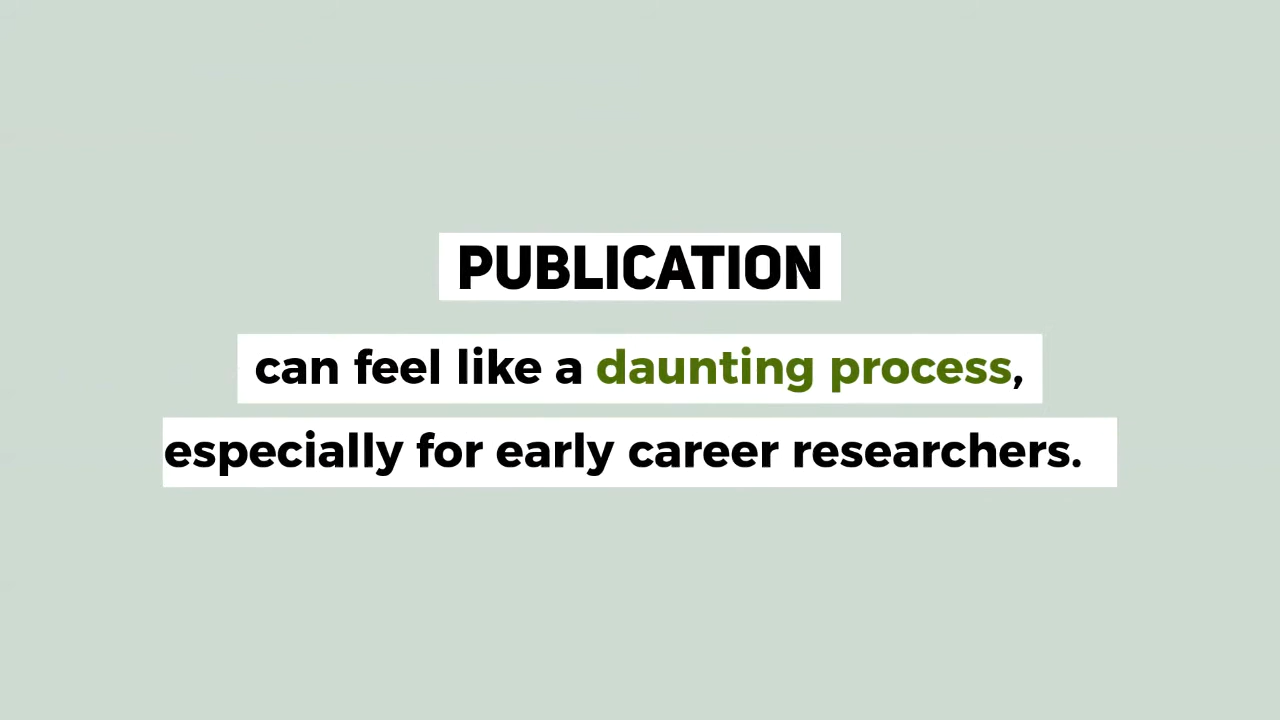 PUBLICATION
can feel like a daunting process,
especially for early career researchers.